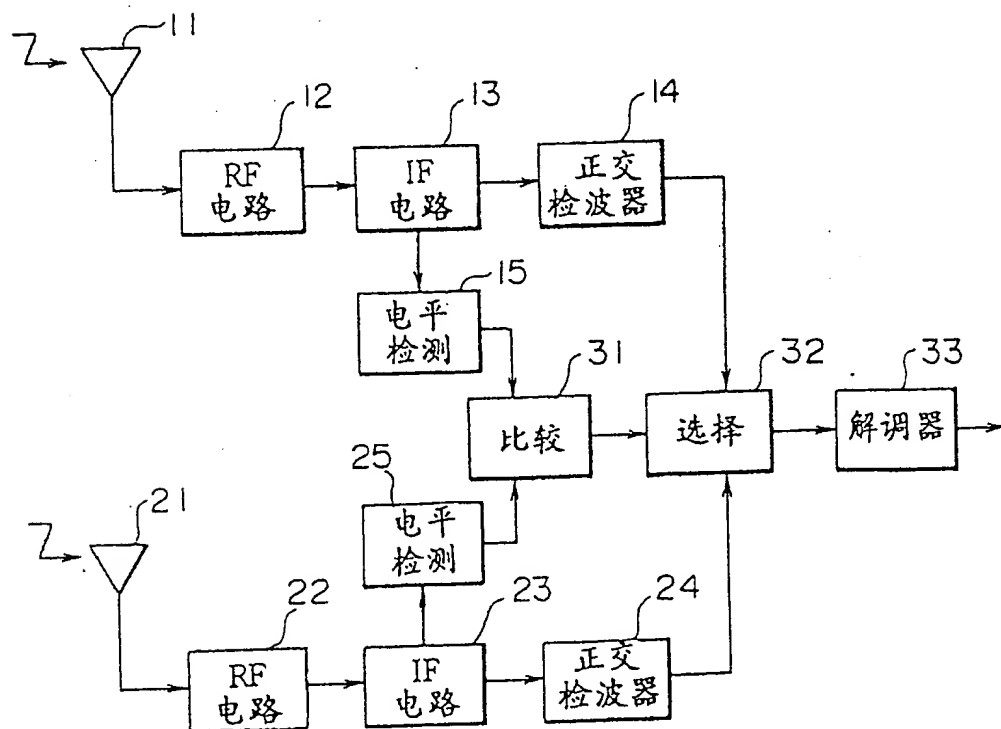 11
12
13
14
RF
电路
IF
电路
正交
检波器
15
电平
检测
31
32
33
比较
选择
解调器
25
电平
检测
21
22
23
24
RF
电路
IF
电路
正交
检波器